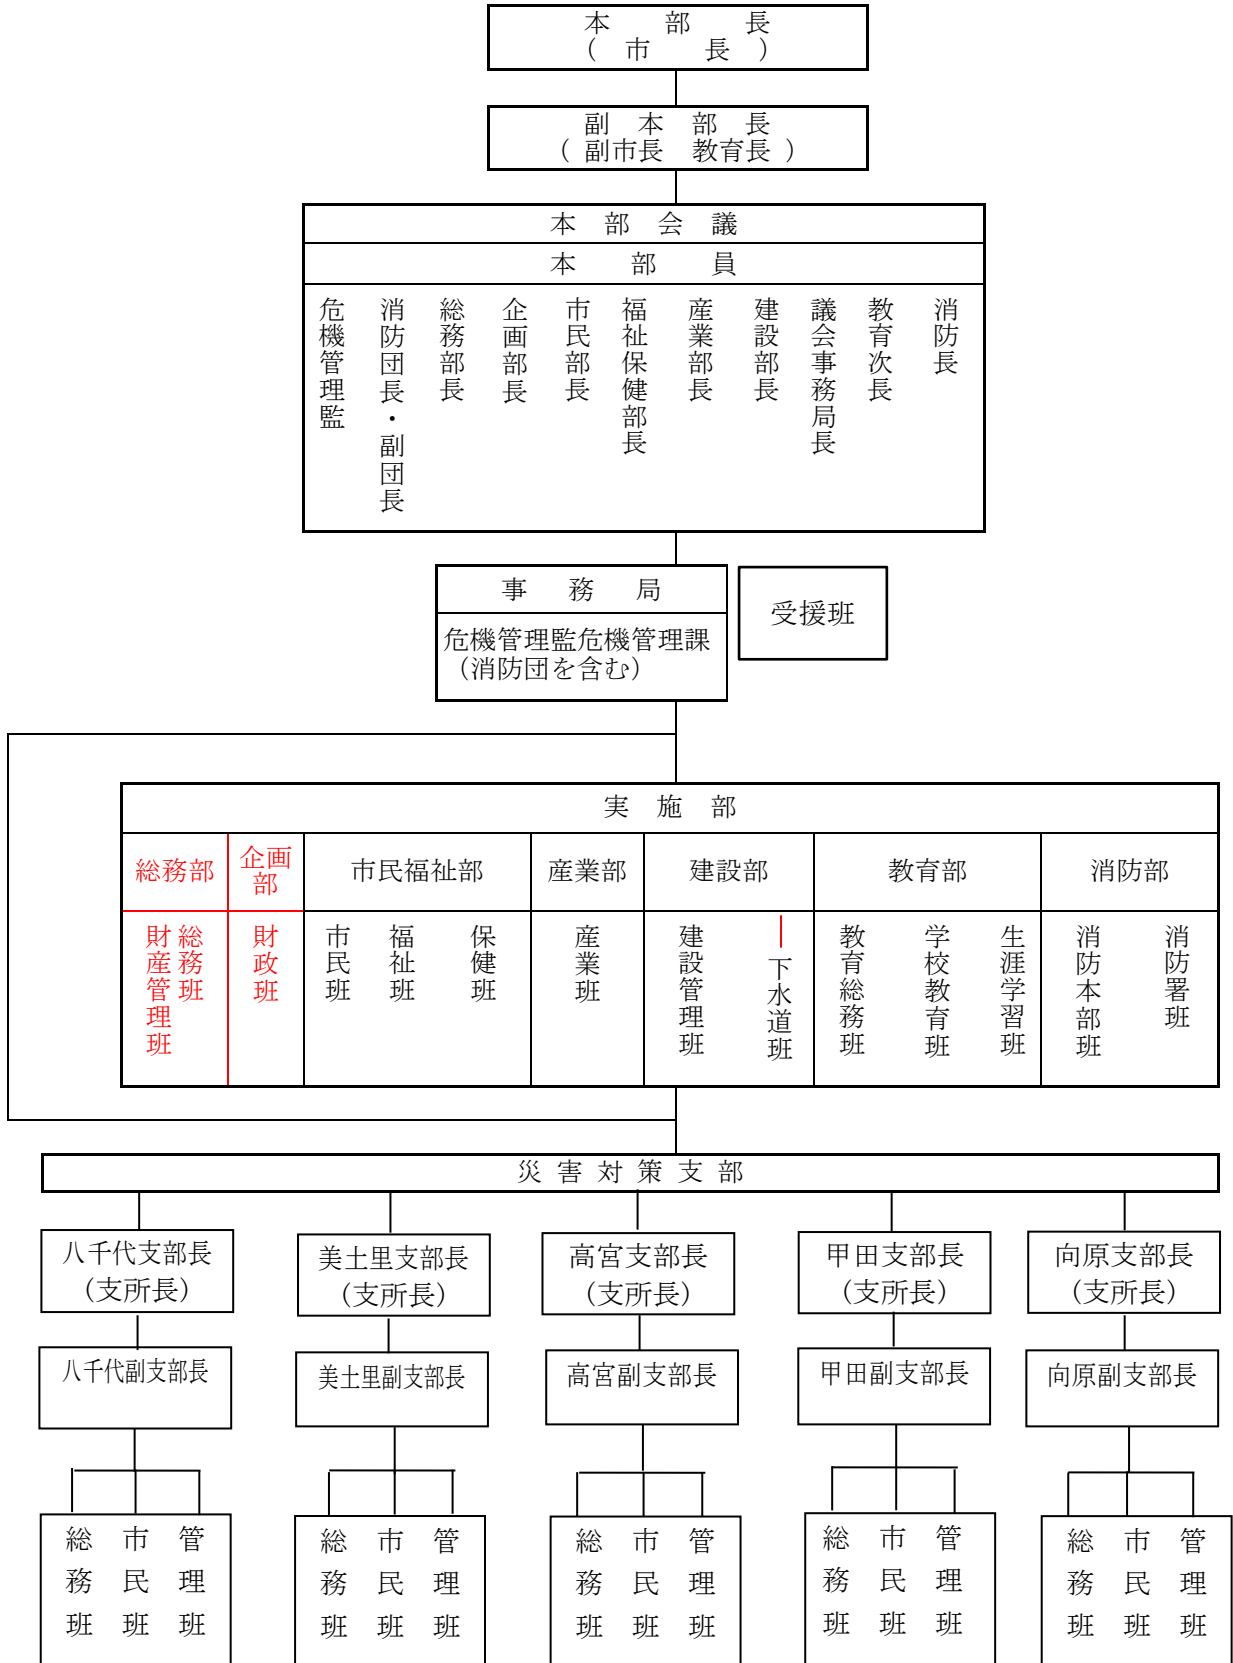 本部長
(市長)
副本部長
(副市長 教育長)
本部会議
本部員
危機管理監
消防団長・副団長
総務部長
企画部長
市民部長
福祉保健部長
産業部長
建設部長
議会事務局長
教育次長
消防長
事務局
危機管理監危機管理課
（消防団を含む）
受援班
実施部
総務部
企画
部
市民福祉部
産業部
建設部
教育部
消防部
総務班
財産管理班
財政班
市民班
福祉班
保健班
産業班
建設管理班
下水道班
教育総務班
学校教育班
生涯学習班
消防本部班
消防署班
災害対策支部
八千代支部長
(支所長)
美土里支部長
(支所長)
高宮支部長
(支所長)
甲田支部長
(支所長)
向原支部長
(支所長)
八千代副支部長
美土里副支部長
高宮副支部長
甲田副支部長
向原副支部長
総務班
市民班
管理班
総務班
市民班
管理班
総務班
市民班
管理班
総務班
市民班
管理班
総務班
市民班
管理班